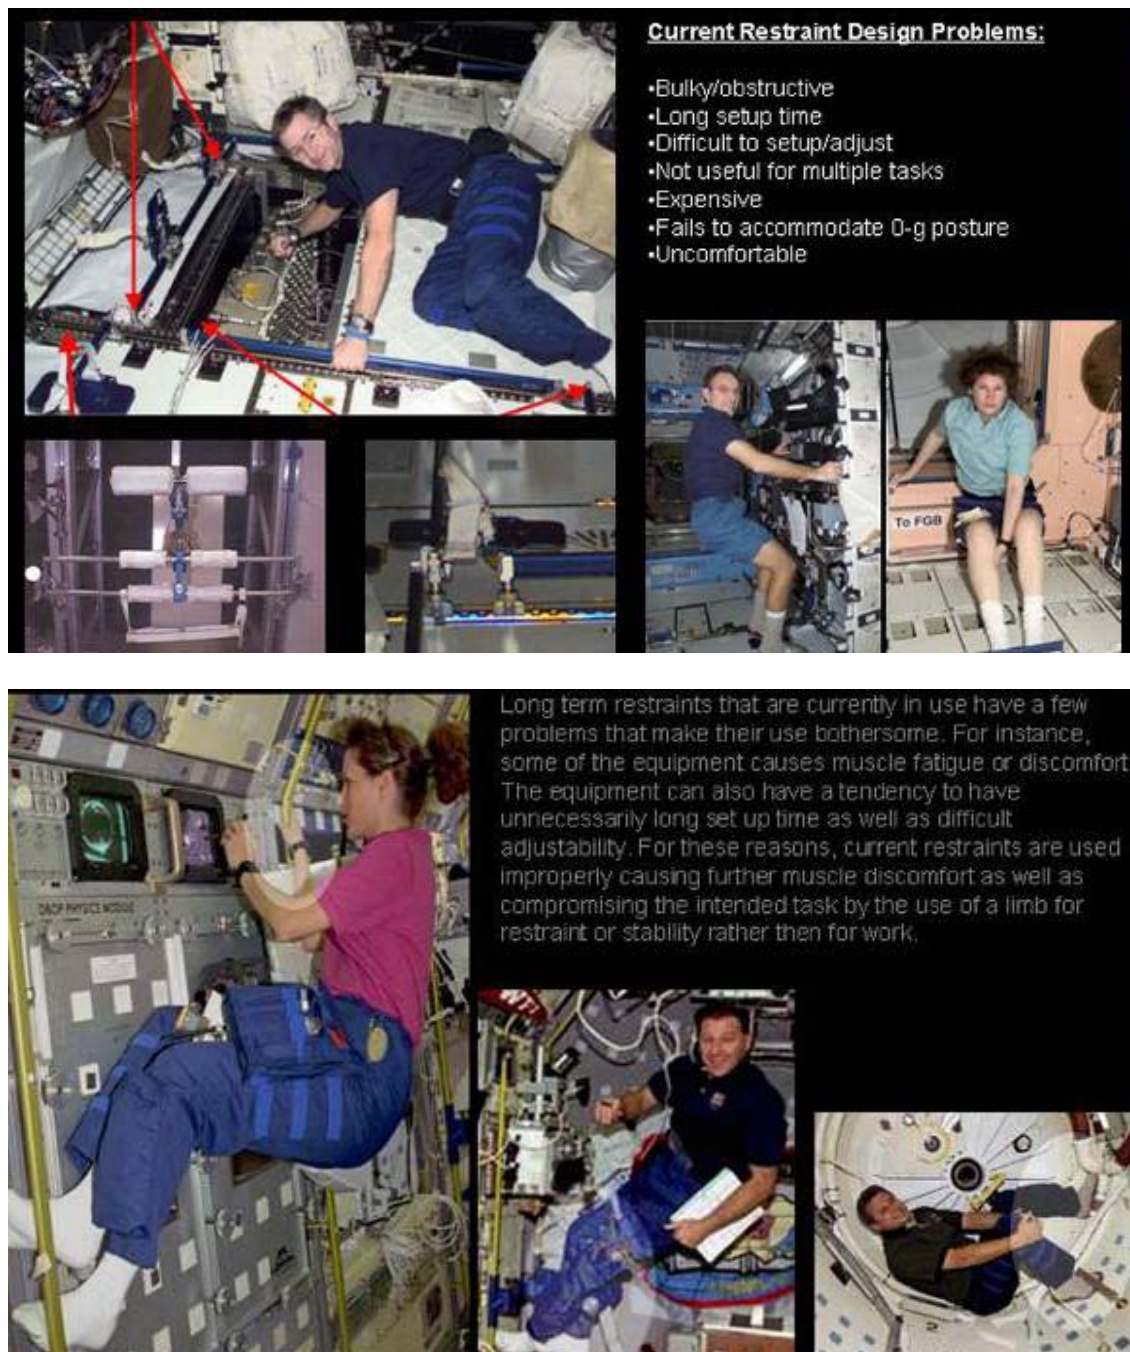 Current Restraint Design Problems:
•Bulky/obstructive
•Long setup time
•Difficult to setup/adjust
•Not useful for multiple tasks
•Expensive
•Fails to accommodate 0-g posture
•Uncomfortable
To FGB
Long term restraints that are currently in use have a few
problems that make their use bothersome. For instance,
some of the equipment causes muscle fatigue or discomfort
The equipment can also have a tendency to have
unnecessarily long set up time as well as difficult
adjustability. For these reasons, current restraints are used
improperly causing further muscle discomfort as well as
compromising the intended task by the use of a limb for
restraint or stability rather then for work.
DROP PHYSICS MODULE